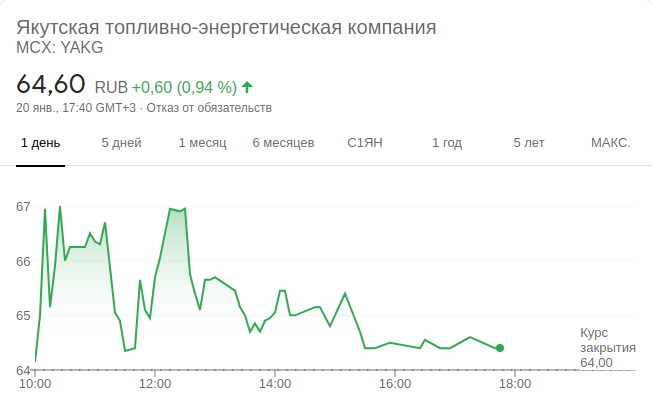 Якутская топливно-энергетическая компания
MCX: YAKG
64,60 RUB +0,60 (0,94 %)
20 янв., 17:40 GMT+3 · Отказ от обязательств
1 день 5 дней 1 месяц 6 месяцев С1ЯН 1 год 5 лет МАКС.
67
66
65
64
Курс
закрытия
64,00
10:00 12:00 14:00 16:00 18:00